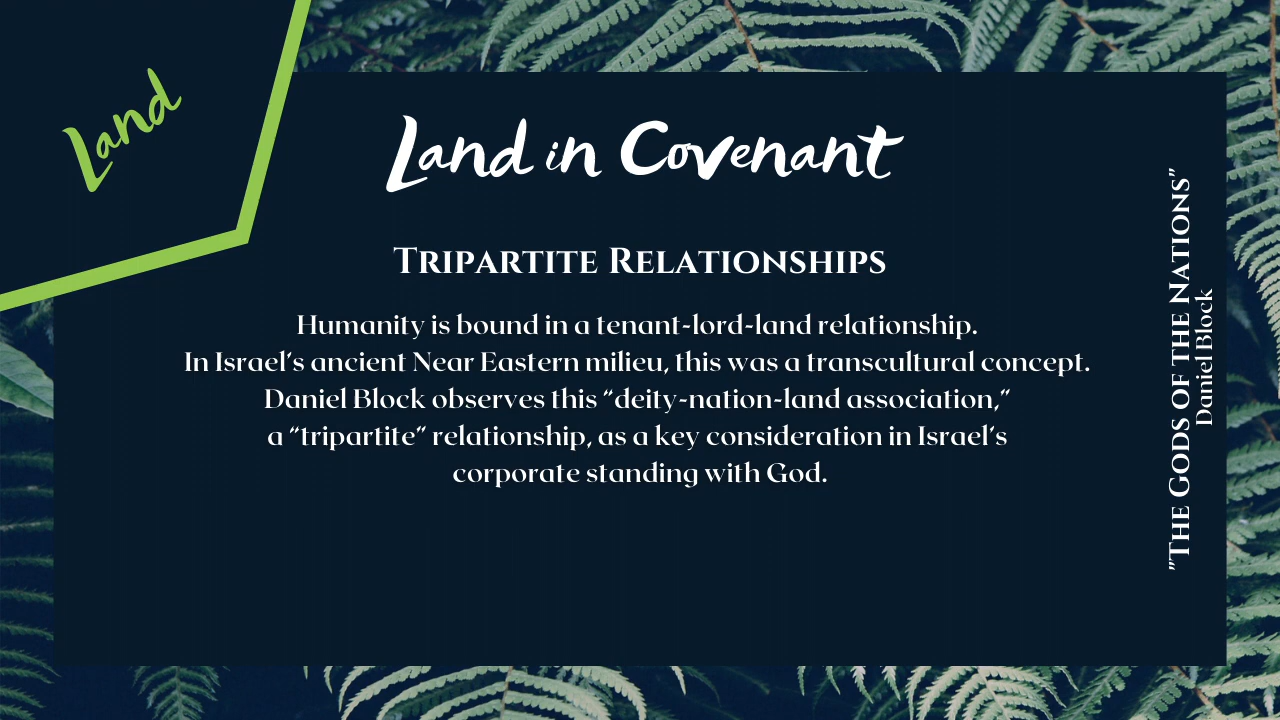 Land
Land in Covenant
Tripartite Relationships
Humanity is bound in a tenant-lord-land relationship.
In Israel's ancient Near Eastern milieu, this was a transcultural concept.
Daniel Block observes this "deity-nation-land association,"
a "tripartite" relationship, as a key consideration in Israel's
corporate standing with God.
"The Gods of the Nations"
Daniel Block